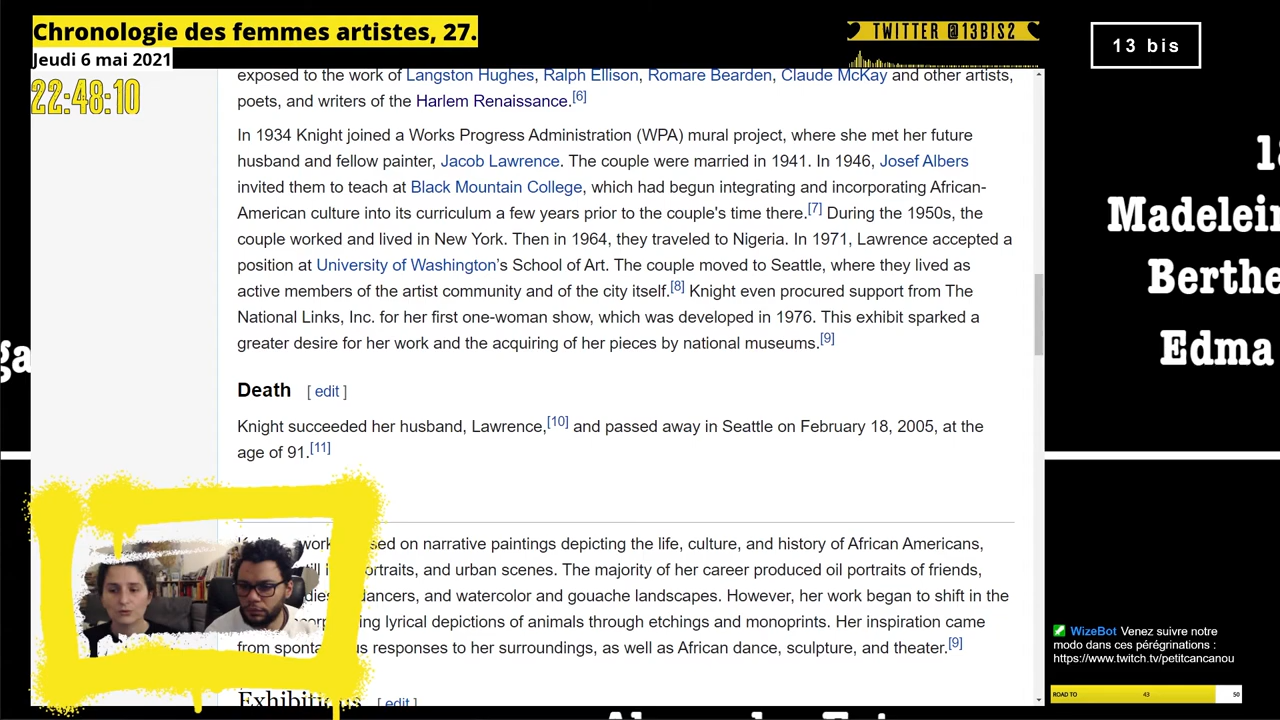 Chronologie des femmes artistes, 27.
Jeudi 6 mai 2021
22:48:10
TWITTER @13BIS2
13 bis
exposed to the work of Langston Hughes, Ralph Ellison, Romare Bearden, Claude McKay and other artists,
poets, and writers of the Harlem Renaissance.[6]
In 1934 Knight joined a Works Progress Administration (WPA) mural project, where she met her future
husband and fellow painter, Jacob Lawrence. The couple were married in 1941. In 1946, Josef Albers
invited them to teach at Black Mountain College, which had begun integrating and incorporating African-
American culture into its curriculum a few years prior to the couple's time there.[7] During the 1950s, the
couple worked and lived in New York. Then in 1964, they traveled to Nigeria. In 1971, Lawrence accepted a
position at University of Washington's School of Art. The couple moved to Seattle, where they lived as
active members of the artist community and of the city itself.[8] Knight even procured support from The
National Links, Inc. for her first one-woman show, which was developed in 1976. This exhibit sparked a
greater desire for her work and the acquiring of her pieces by national museums.[9]
Death [ edit ]
Knight succeeded her husband, Lawrence,[10] and passed away in Seattle on February 18, 2005, at the
age of 91.[11]
on narrative paintings depicting the life, culture, and history of African Americans,
portraits, and urban scenes. The majority of her career produced oil portraits of friends,
dancers, and watercolor and gouache landscapes. However, her work began to shift in the
lyrical depictions of animals through etchings and monoprints. Her inspiration came
from responses to her surroundings, as well as African dance, sculpture, and theater.[9]
Exhibitions [ edit ]
Madelei
Berthe
Edma
WizeBot Venez suivre notre
modo dans ces pérégrinations :
https://www.twitch.tv/petitcancanou
ROAD TO 43 50